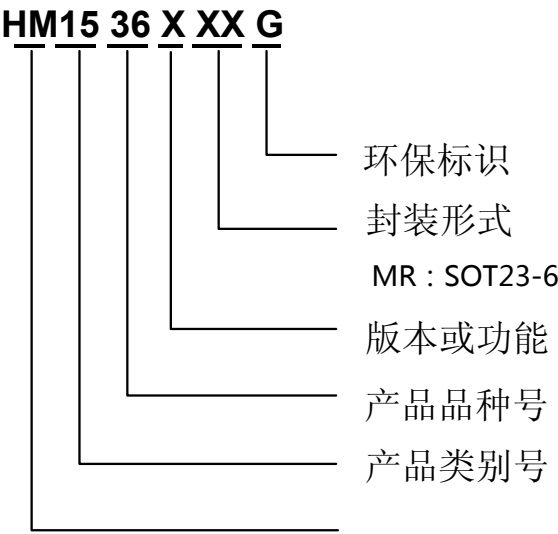 HM15 36 X XX G
环保标识
封装形式
MR：SOT23-6
版本或功能
产品品种号
产品类别号